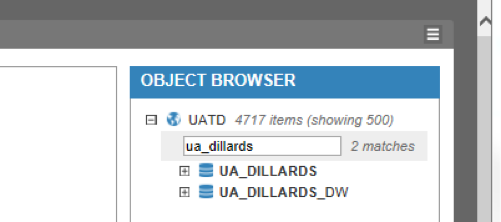 OBJECT BROWSER
UATD 4717 items (showing 500)
ua_dillards 2 matches
UA_DILLARDS
UA_DILLARDS_DW